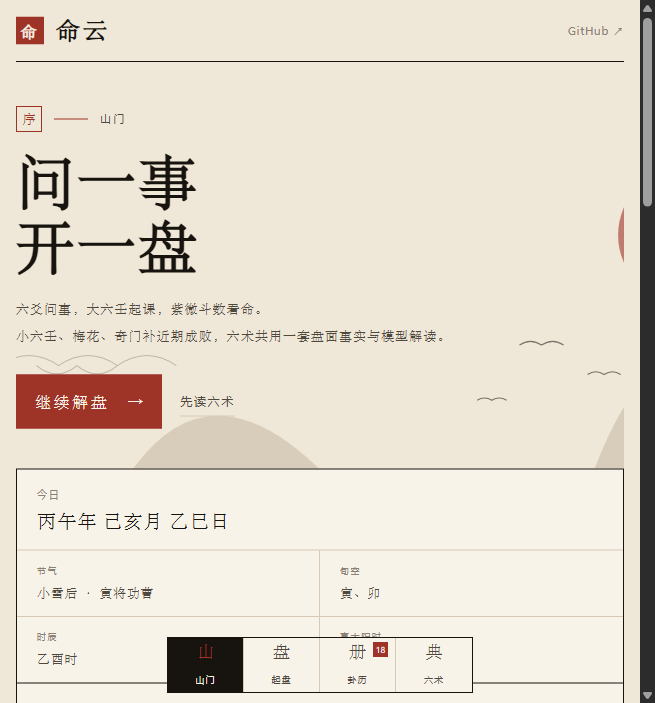 命 命云
GitHub ↗
序 山门
问一事
开一盘
六爻问事，大六壬起课，紫微斗数看命。
小六壬、梅花、奇门补近期成败，六术共用一套盘面事实与模型解读。
继续解盘 →
先读六术
今日
丙午年 己亥月 乙巳日
节气
小雪后 · 寅将功曹
旬空
寅、卯
时辰
乙酉时
山 山门
盘 起盘
册 18 卦历
典 六术